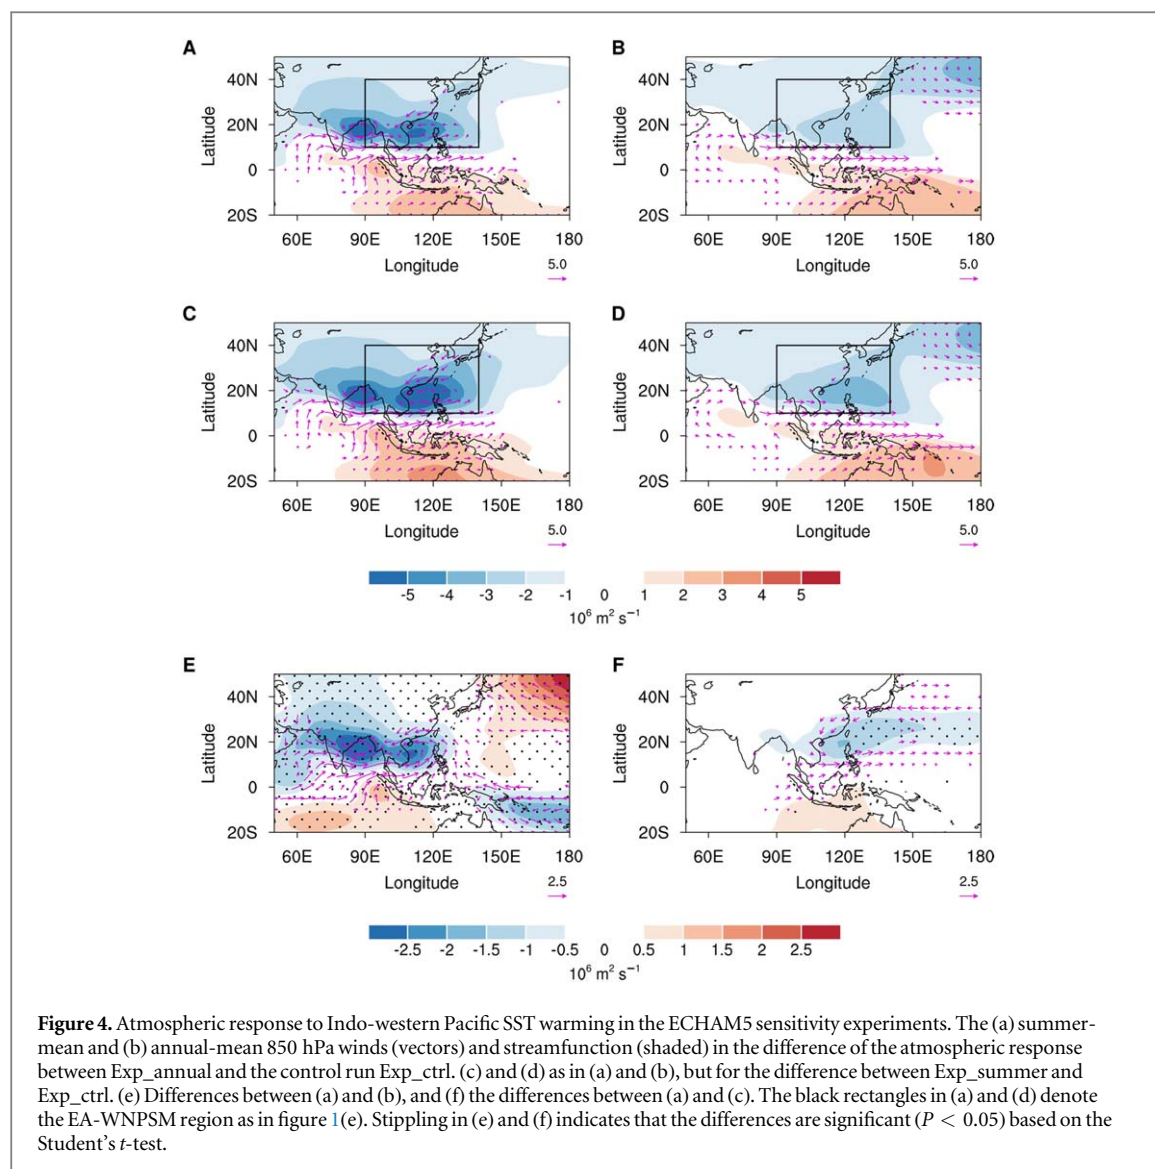 A
B
40N
20N
0
20S
Latitude
60E
90E
120E
150E
180
Longitude
5.0
40N
20N
0
20S
Latitude
60E
90E
120E
150E
180
Longitude
5.0
C
D
40N
20N
0
20S
Latitude
60E
90E
120E
150E
180
Longitude
5.0
40N
20N
0
20S
Latitude
60E
90E
120E
150E
180
Longitude
5.0
-5 -4 -3 -2 -1 0 1 2 3 4 5
10⁶ m² s⁻¹
E
F
40N
20N
0
20S
Latitude
60E
90E
120E
150E
180
Longitude
2.5
40N
20N
0
20S
Latitude
60E
90E
120E
150E
180
Longitude
2.5
-2.5 -2 -1.5 -1 -0.5 0 0.5 1 1.5 2 2.5
10⁶ m² s⁻¹
Figure 4. Atmospheric response to Indo-western Pacific SST warming in the ECHAM5 sensitivity experiments. The (a) summer-
mean and (b) annual-mean 850 hPa winds (vectors) and streamfunction (shaded) in the difference of the atmospheric response
between Exp_annual and the control run Exp_ctrl. (c) and (d) as in (a) and (b), but for the difference between Exp_summer and
Exp_ctrl. (e) Differences between (a) and (b), and (f) the differences between (a) and (c). The black rectangles in (a) and (d) denote
the EA-WNPSM region as in figure 1(e). Stippling in (e) and (f) indicates that the differences are significant (P < 0.05) based on the
Student's t-test.